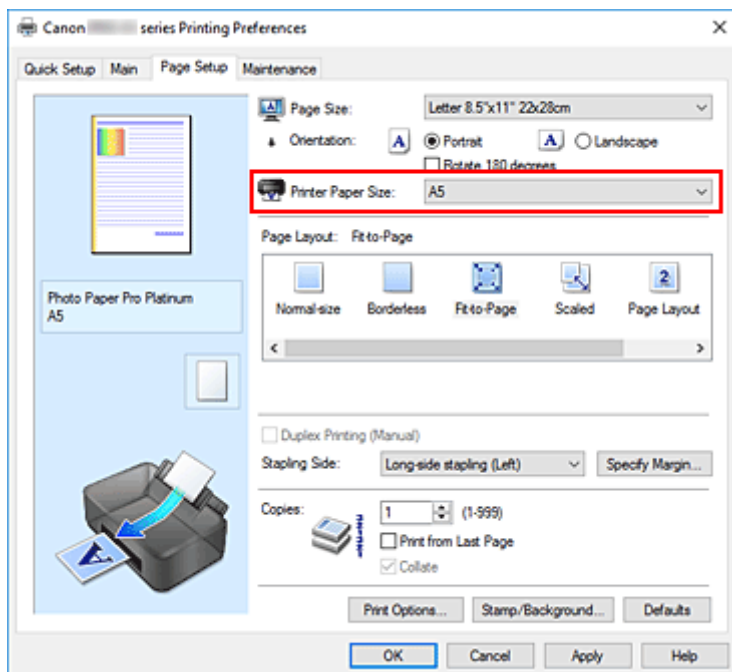 Canon series Printing Preferences
Quick Setup Main Page Setup Maintenance
Page Size: Letter 8.5"x11" 22x28cm
Orientation: A Portrait A Landscape
Rotate 180 degrees
Printer Paper Size: A5
Page Layout: Fit-to-Page
Normal-size Borderless Fit-to-Page Scaled Page Layout
Photo Paper Pro Platinum
A5
Duplex Printing (Manual)
Stapling Side: Long-side stapling (Left) Specify Margin...
Copies: 1 (1-999)
Print from Last Page
Collate
Print Options... Stamp/Background... Defaults
OK Cancel Apply Help